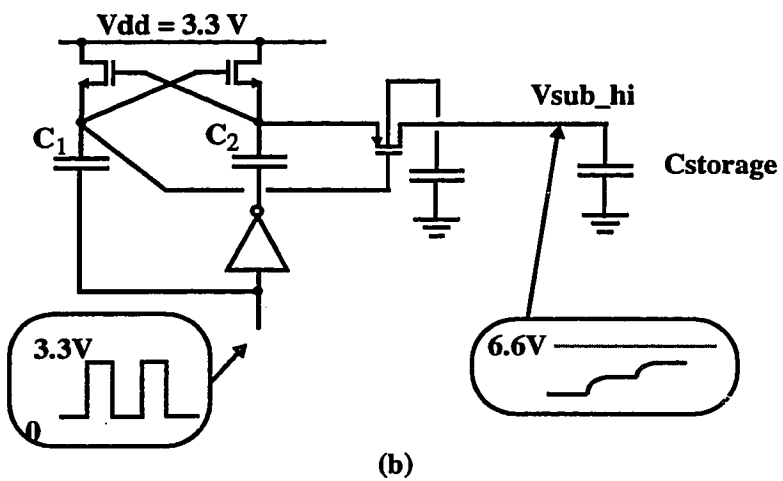 Vdd = 3.3 V
Vsub_hi
C1
C2
Cstorage
3.3V
0
6.6V
(b)